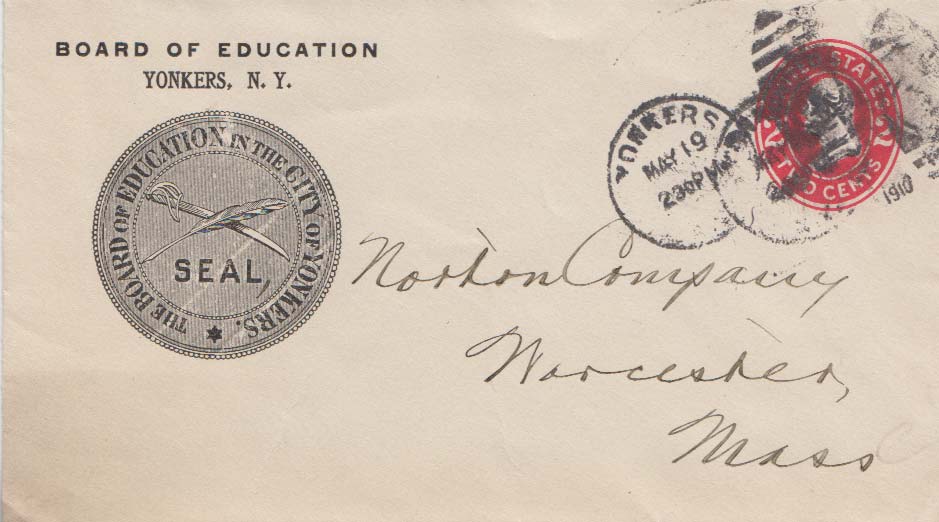 BOARD OF EDUCATION
YONKERS, N. Y.
THE BOARD OF EDUCATION IN THE CITY OF YONKERS.
SEAL
YONKERS
MAY 19
230PM
1910
STATES
TWO CENTS
Norton Company
Worcester,
Mass